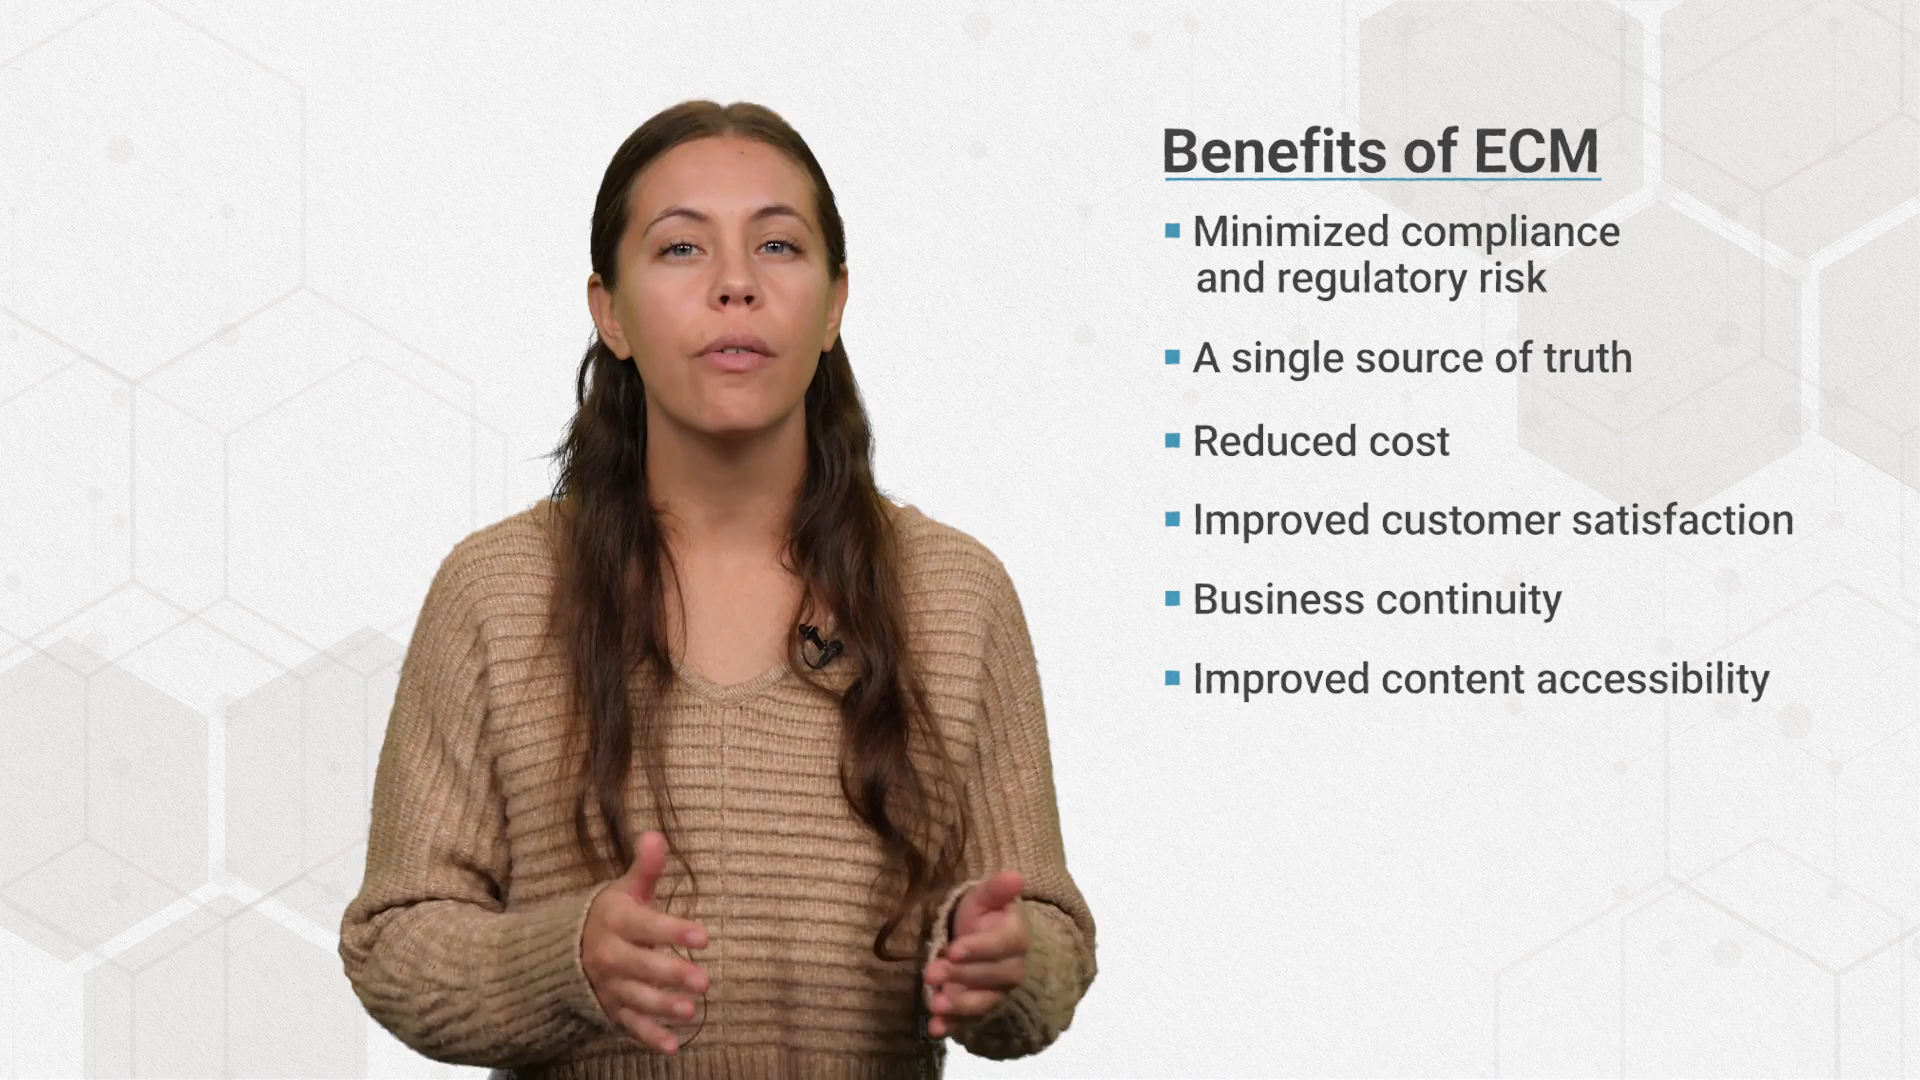 Benefits of ECM
Minimized compliance
and regulatory risk
A single source of truth
Reduced cost
Improved customer satisfaction
Business continuity
Improved content accessibility